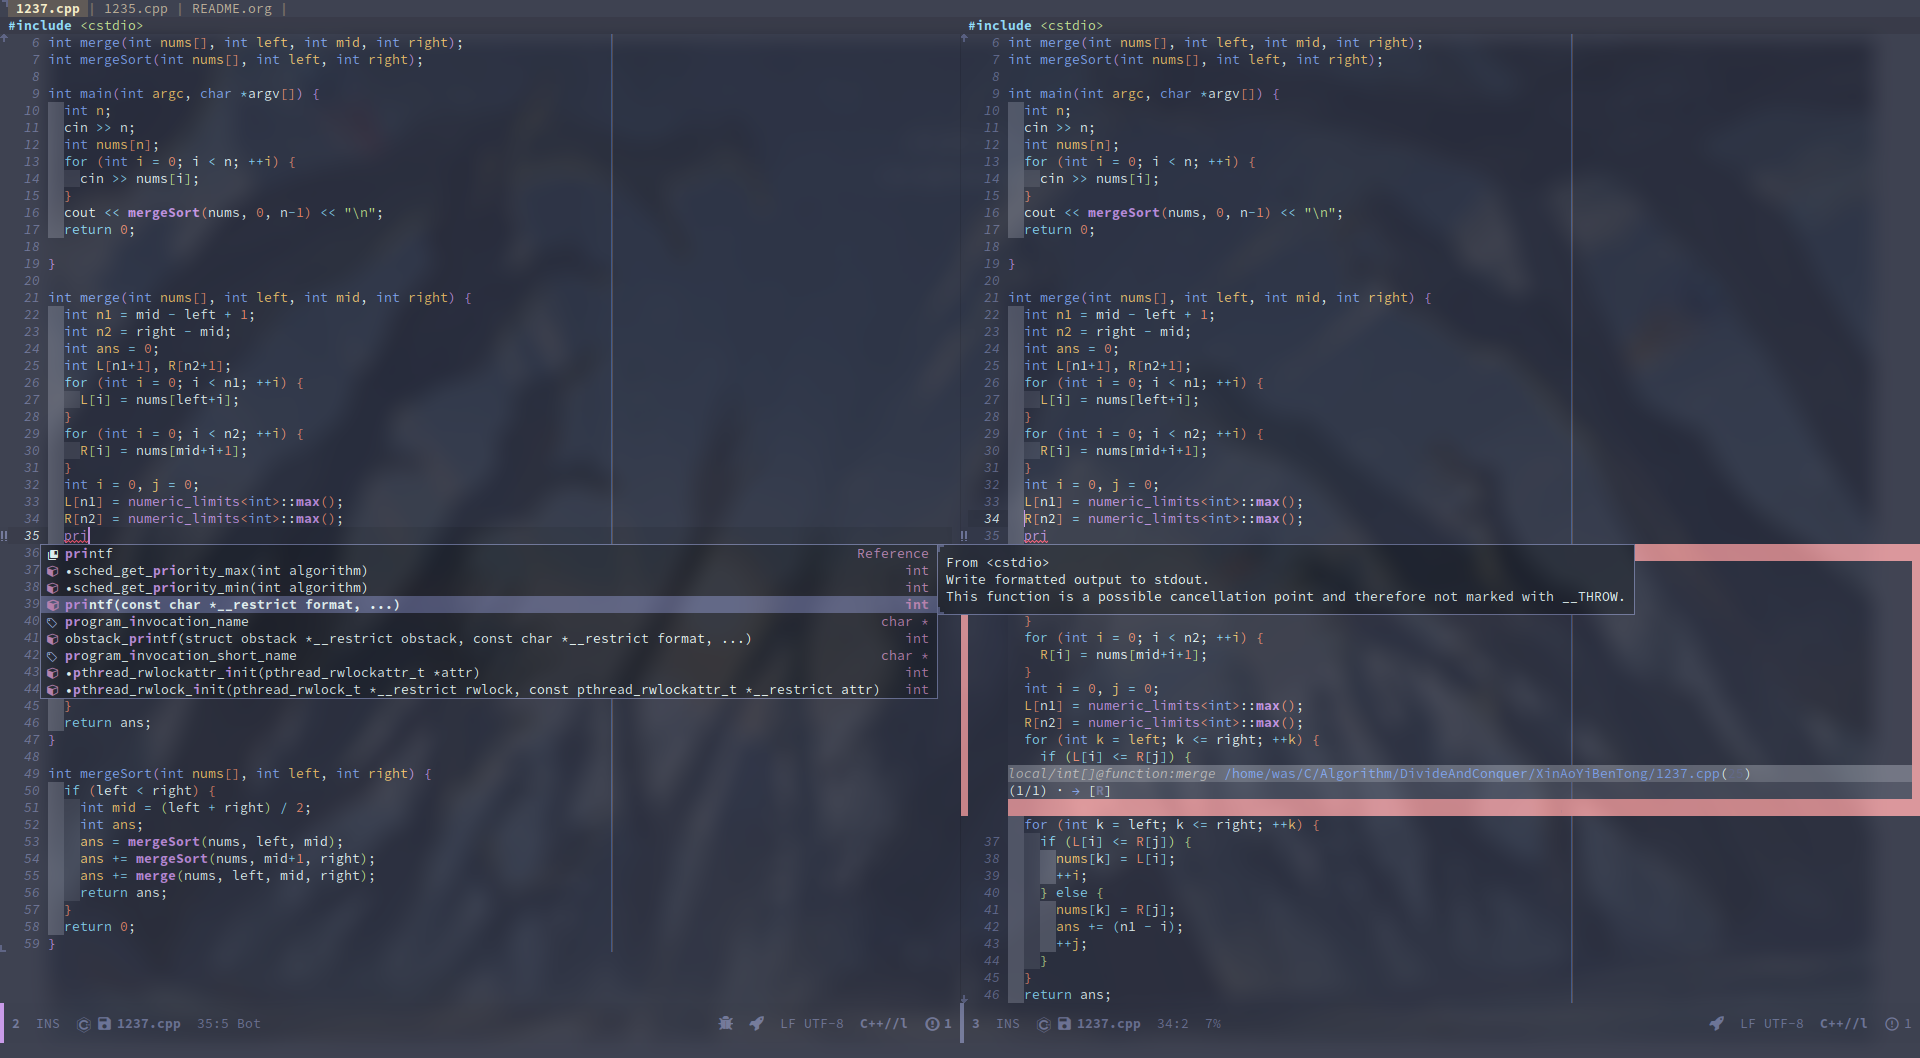 1237.cpp | 1235.cpp | README.org |
#include <cstdio>
6 int merge(int nums[], int left, int mid, int right);
7 int mergeSort(int nums[], int left, int right);
8
9 int main(int argc, char *argv[]) {
10 int n;
11 cin >> n;
12 int nums[n];
13 for (int i = 0; i < n; ++i) {
14 cin >> nums[i];
15 }
16 cout << mergeSort(nums, 0, n-1) << "\n";
17 return 0;
18
19 }
20
21 int merge(int nums[], int left, int mid, int right) {
22 int n1 = mid - left + 1;
23 int n2 = right - mid;
24 int ans = 0;
25 int L[n1+1], R[n2+1];
26 for (int i = 0; i < n1; ++i) {
27 L[i] = nums[left+i];
28 }
29 for (int i = 0; i < n2; ++i) {
30 R[i] = nums[mid+i+1];
31 }
32 int i = 0, j = 0;
33 L[n1] = numeric_limits<int>::max();
34 R[n2] = numeric_limits<int>::max();
!! 35 pri
36 printf Reference
37 •sched_get_priority_max(int algorithm) int
38 •sched_get_priority_min(int algorithm) int
39 printf(const char *__restrict format, ...) int
40 program_invocation_name char *
41 obstack_printf(struct obstack *__restrict obstack, const char *__restrict format, ...) int
42 program_invocation_short_name char *
43 •pthread_rwlockattr_init(pthread_rwlockattr_t *attr) int
44 •pthread_rwlock_init(pthread_rwlock_t *__restrict rwlock, const pthread_rwlockattr_t *__restrict attr) int
45 }
46 return ans;
47 }
48
49 int mergeSort(int nums[], int left, int right) {
50 if (left < right) {
51 int mid = (left + right) / 2;
52 int ans;
53 ans = mergeSort(nums, left, mid);
54 ans += mergeSort(nums, mid+1, right);
55 ans += merge(nums, left, mid, right);
56 return ans;
57 }
58 return 0;
59 }
2 INS 1237.cpp 35:5 Bot LF UTF-8 C++//l 1
#include <cstdio>
6 int merge(int nums[], int left, int mid, int right);
7 int mergeSort(int nums[], int left, int right);
8
9 int main(int argc, char *argv[]) {
10 int n;
11 cin >> n;
12 int nums[n];
13 for (int i = 0; i < n; ++i) {
14 cin >> nums[i];
15 }
16 cout << mergeSort(nums, 0, n-1) << "\n";
17 return 0;
18
19 }
20
21 int merge(int nums[], int left, int mid, int right) {
22 int n1 = mid - left + 1;
23 int n2 = right - mid;
24 int ans = 0;
25 int L[n1+1], R[n2+1];
26 for (int i = 0; i < n1; ++i) {
27 L[i] = nums[left+i];
28 }
29 for (int i = 0; i < n2; ++i) {
30 R[i] = nums[mid+i+1];
31 }
32 int i = 0, j = 0;
33 L[n1] = numeric_limits<int>::max();
34 R[n2] = numeric_limits<int>::max();
!! 35 pri
From <cstdio>
Write formatted output to stdout.
This function is a possible cancellation point and therefore not marked with __THROW.
}
for (int i = 0; i < n2; ++i) {
R[i] = nums[mid+i+1];
}
int i = 0, j = 0;
L[n1] = numeric_limits<int>::max();
R[n2] = numeric_limits<int>::max();
for (int k = left; k <= right; ++k) {
if (L[i] <= R[j]) {
local/int[]@function:merge /home/was/C/Algorithm/DivideAndConquer/XinAoYiBenTong/1237.cpp( )
(1/1) · → [R]
for (int k = left; k <= right; ++k) {
37 if (L[i] <= R[j]) {
38 nums[k] = L[i];
39 ++i;
40 } else {
41 nums[k] = R[j];
42 ans += (n1 - i);
43 ++j;
44 }
45 }
46 return ans;
3 INS 1237.cpp 34:2 7% LF UTF-8 C++//l 1